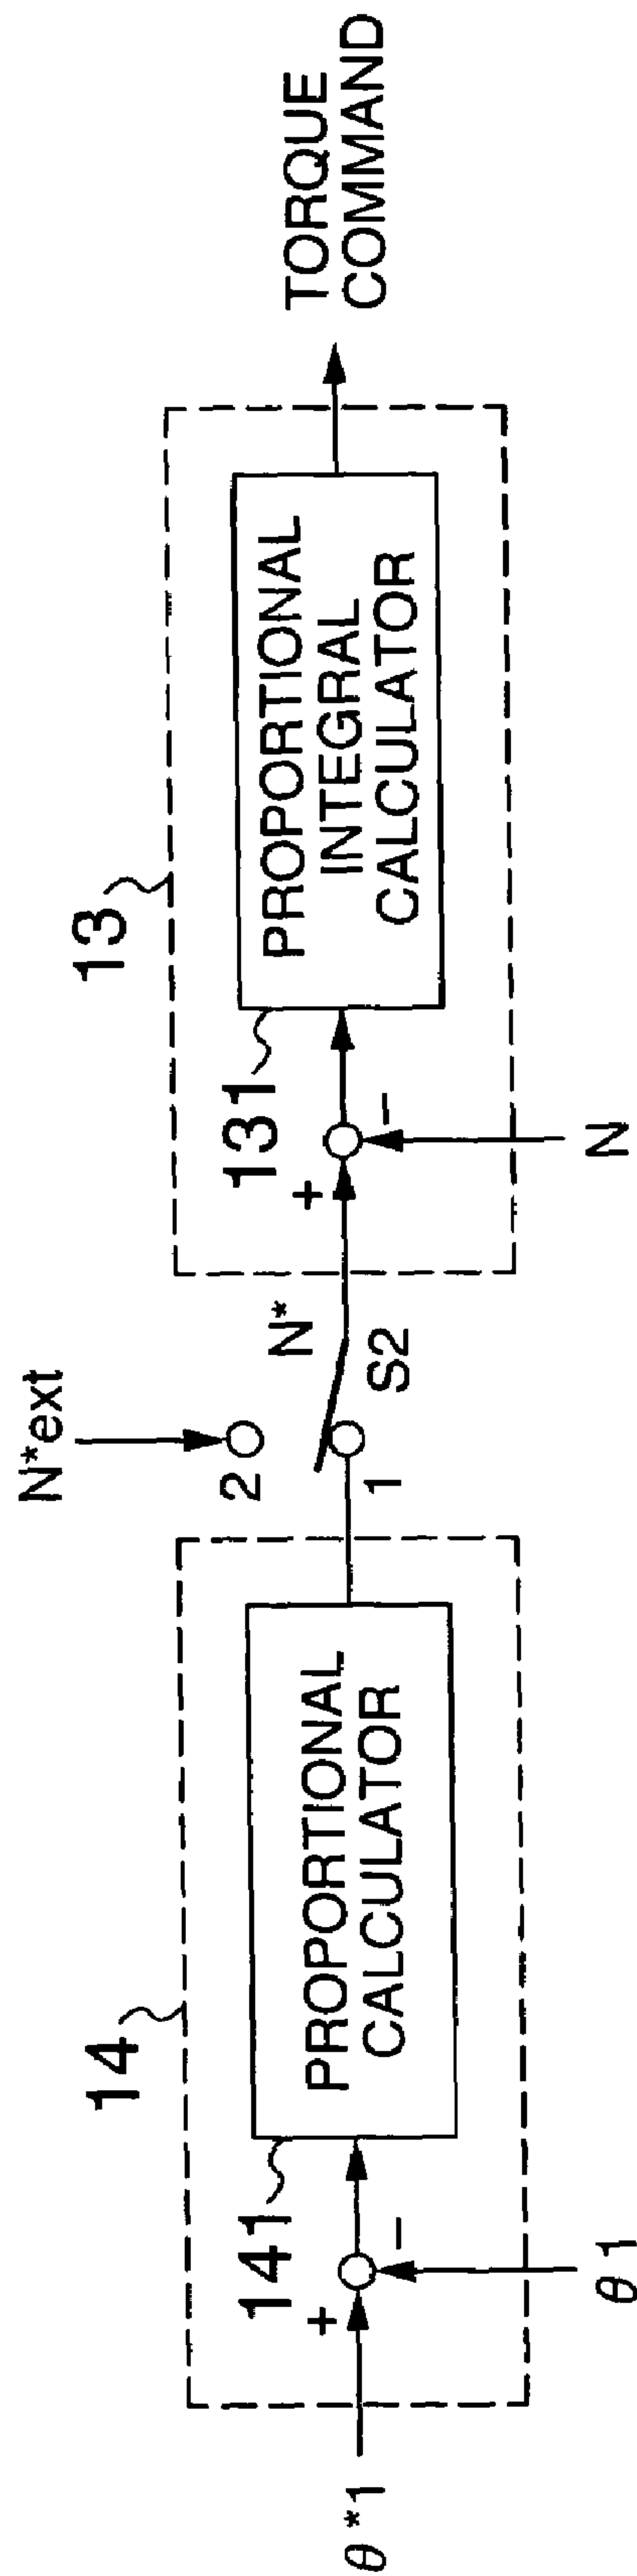 θ*1
+
−
θ1
141
14
PROPORTIONAL
CALCULATOR
N*ext
2
1
S2
N*
+
−
N
131
13
PROPORTIONAL
INTEGRAL
CALCULATOR
TORQUE
COMMAND